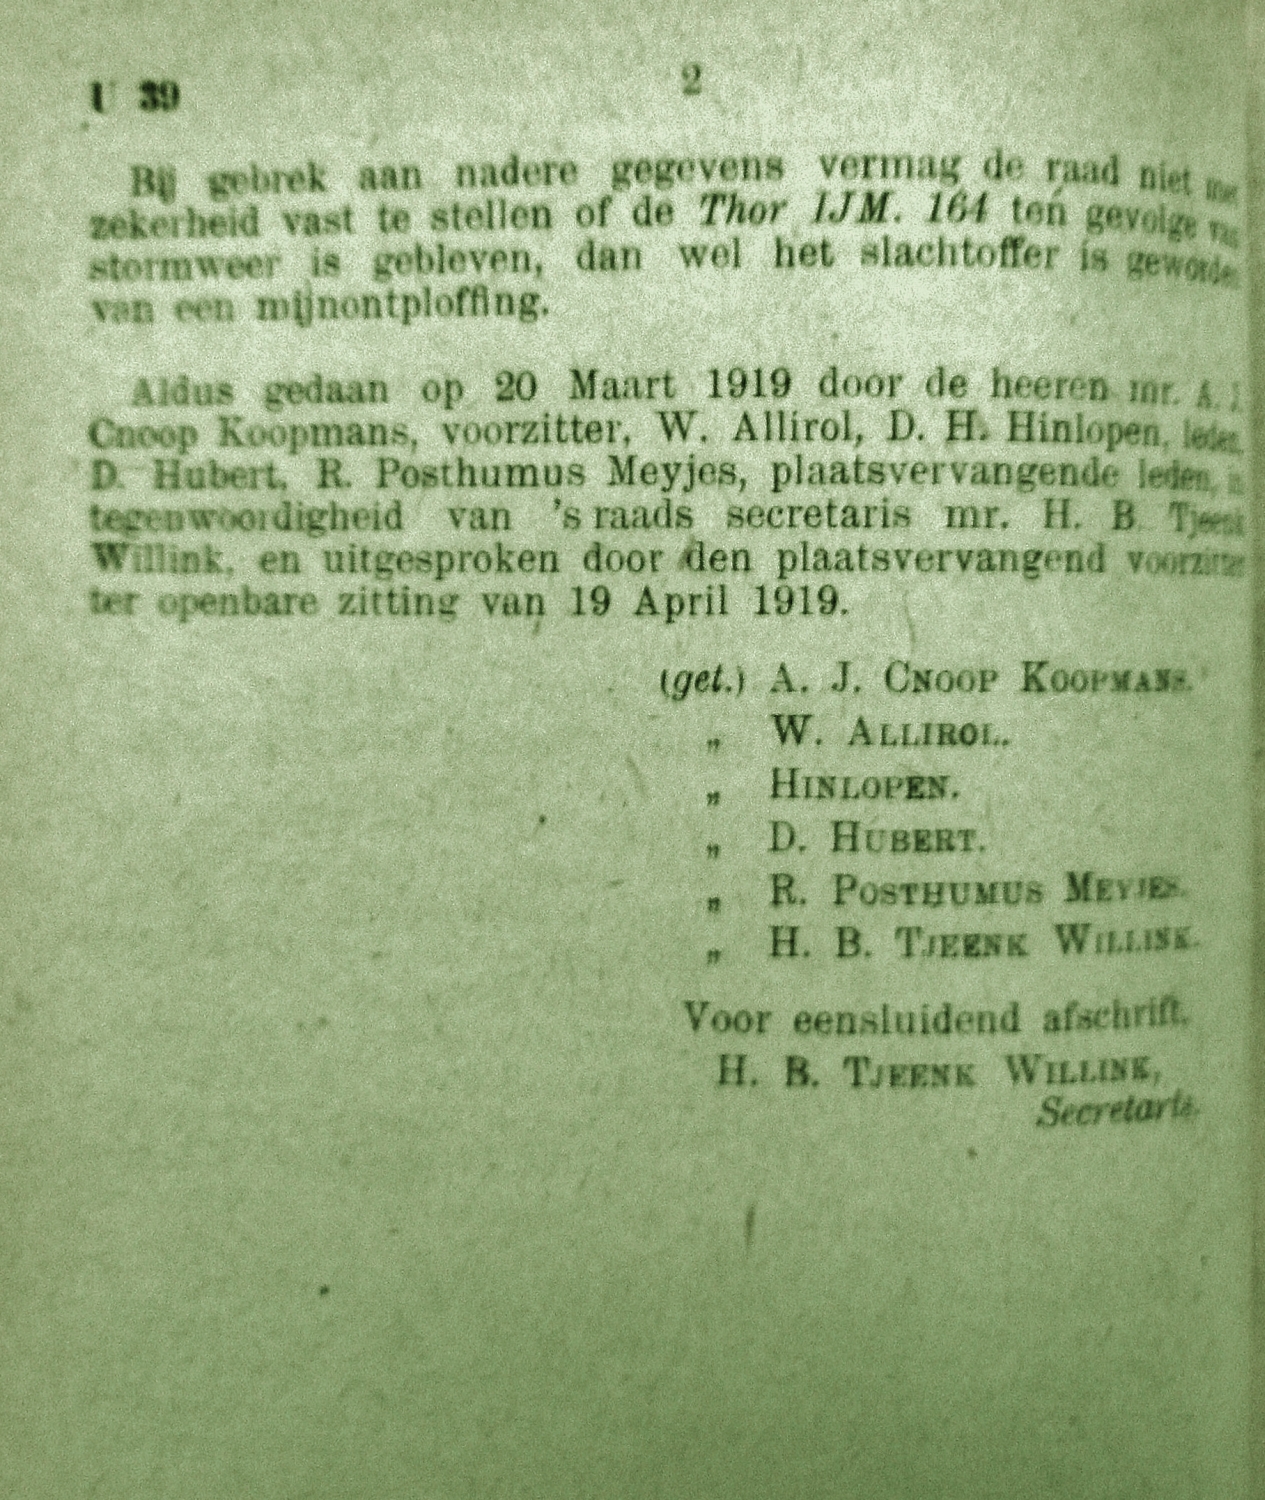 U 39
2
Bij gebrek aan nadere gegevens vermag de raad niet met
zekerheid vast te stellen of de Thor IJM. 164 ten gevolge van
stormweer is gebleven, dan wel het slachtoffer is geworden
van een mijnontploffing.
Aldus gedaan op 20 Maart 1919 door de heeren mr. A. J.
Cnoop Koopmans, voorzitter, W. Allirol, D. H. Hinlopen, leden,
D. Hubert, R. Posthumus Meyjes, plaatsvervangende leden, in
tegenwoordigheid van 's raads secretaris mr. H. B. Tjeenk
Willink, en uitgesproken door den plaatsvervangend voorzitter
ter openbare zitting van 19 April 1919.
(get.) A. J. CNOOP KOOPMANS.
„ W. ALLIROL.
„ HINLOPEN.
„ D. HUBERT.
„ R. POSTHUMUS MEYJES.
„ H. B. TJEENK WILLINK.
Voor eensluidend afschrift,
H. B. TJEENK WILLINK,
Secretaris.